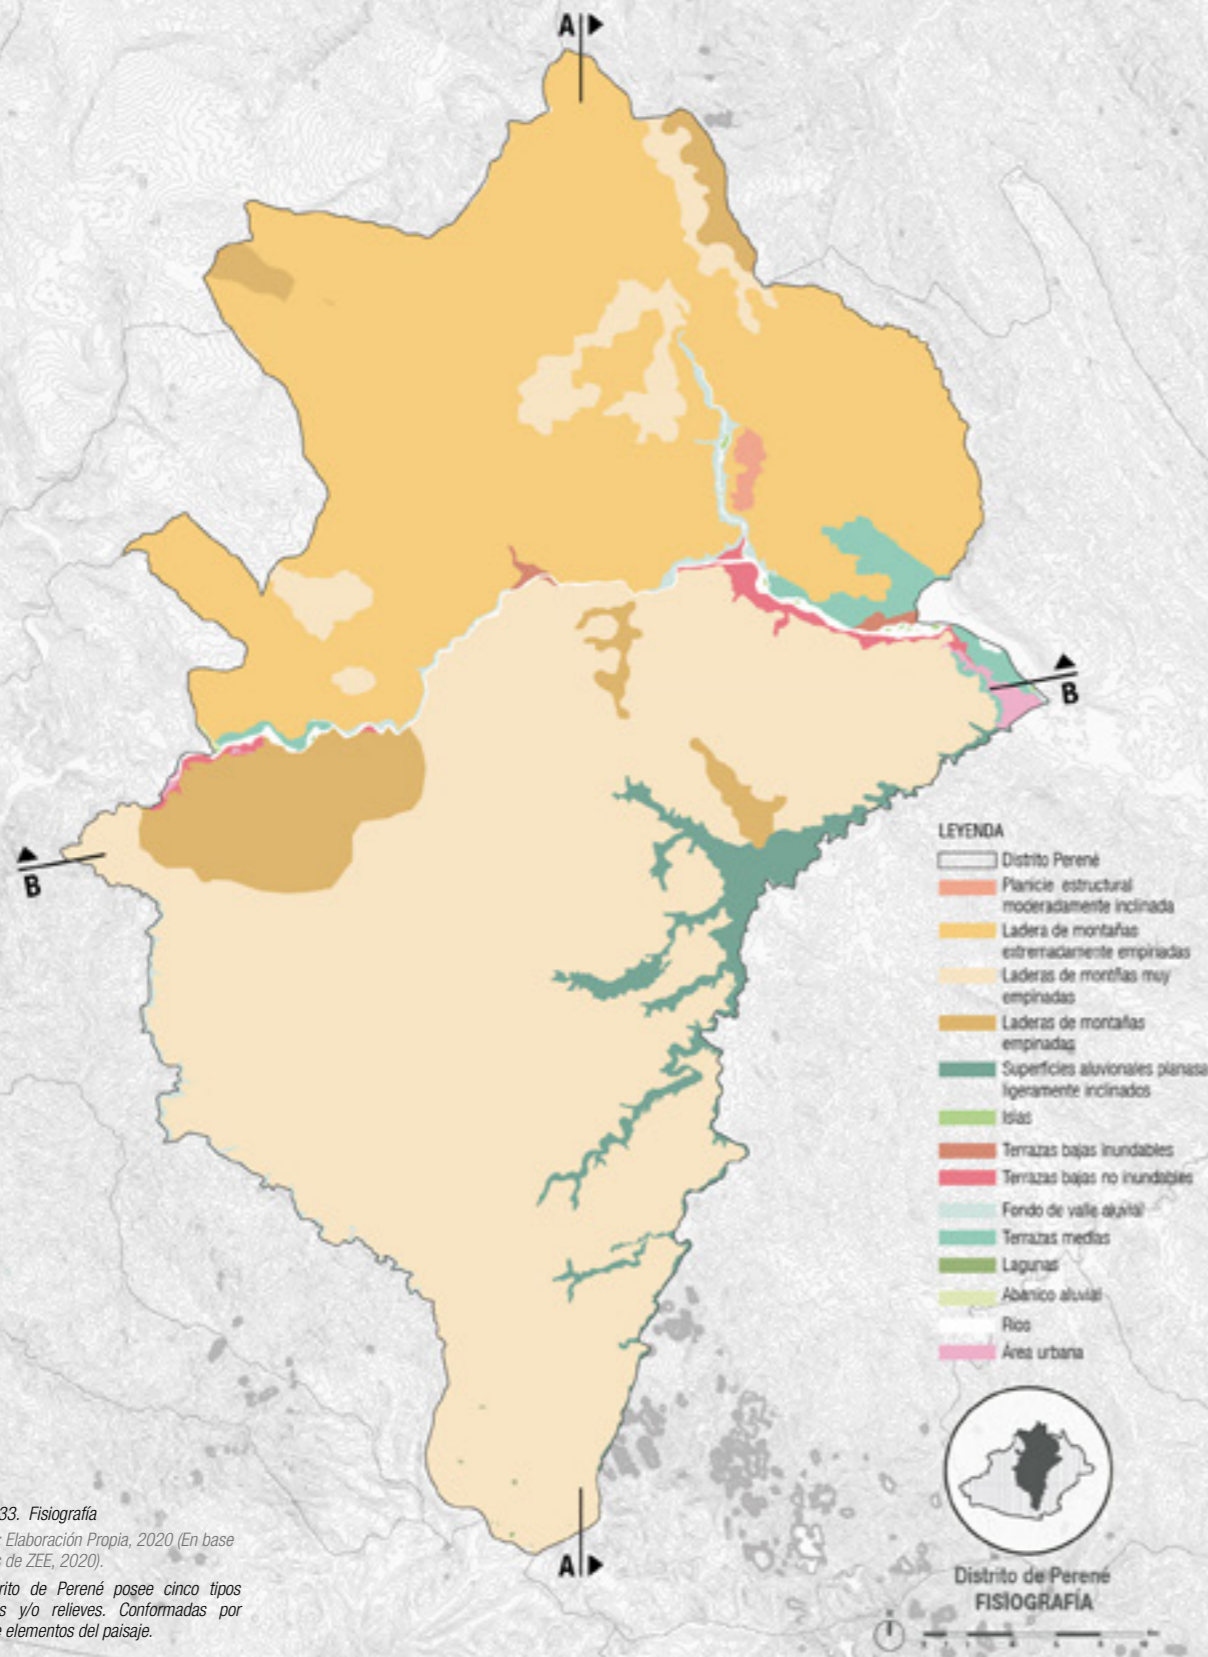 A
B
B
LEYENDA
Distrito Perené
Planicie estructural
moderadamente inclinada
Ladera de montañas
extremadamente empinadas
Laderas de montñas muy
empinadas
Laderas de montañas
empinadas
Superficies aluvionales planasa
ligeramente inclinados
Islas
Terrazas bajas inundables
Terrazas bajas no inundables
Fondo de valle aluvial
Terrazas medias
Lagunas
Abanico aluvial
Rios
Área urbana
33. Fisiografía
: Elaboración Propia, 2020 (En base
s de ZEE, 2020).
rito de Perené posee cinco tipos
s y/o relieves. Conformadas por
e elementos del paisaje.
A
Distrito de Perené
FISIOGRAFÍA